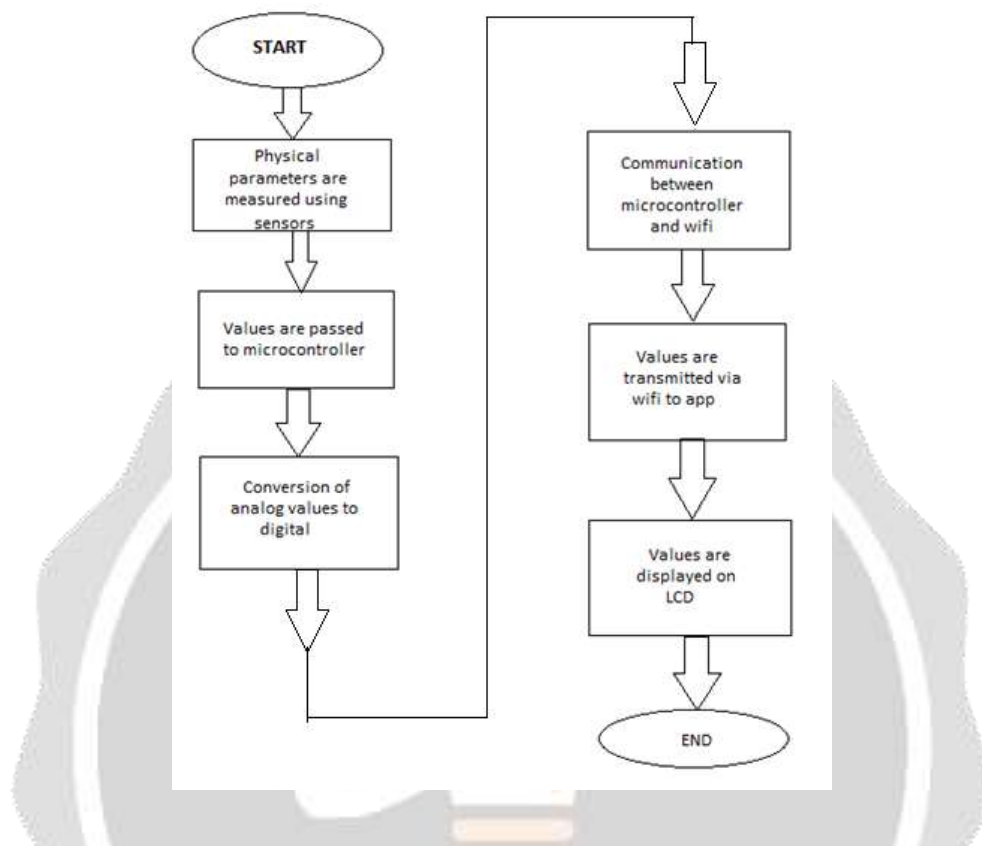 START
Physical
parameters are
measured using
sensors
Values are passed
to microcontroller
Conversion of
analog values to
digital
Communication
between
microcontroller
and wifi
Values are
transmitted via
wifi to app
Values are
displayed on
LCD
END